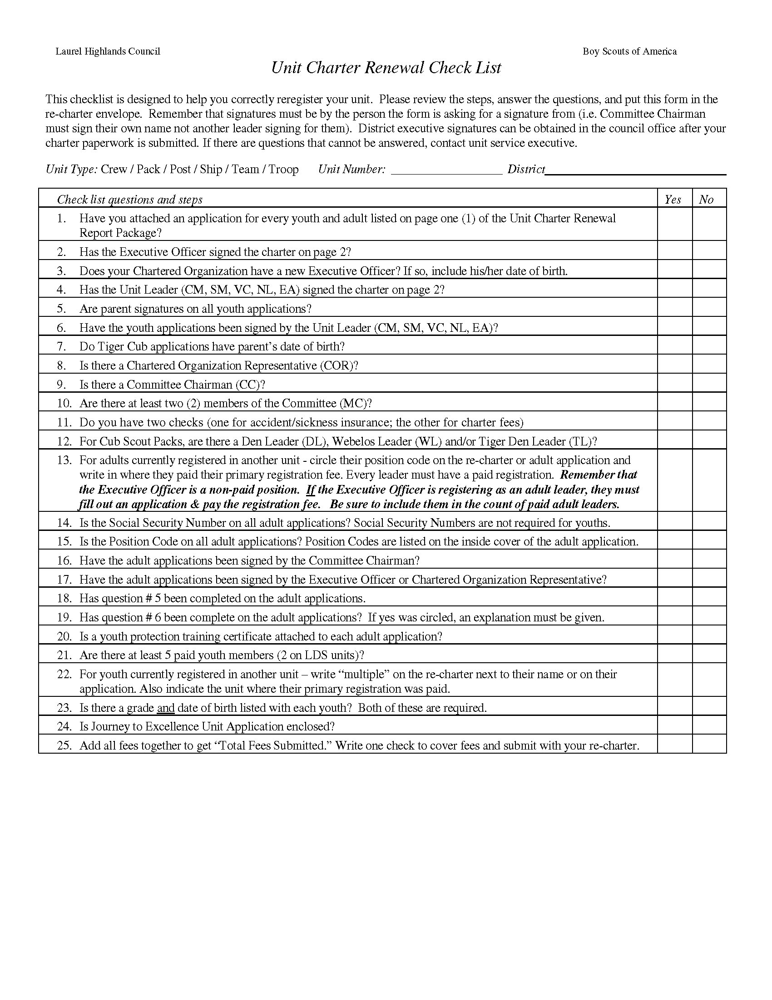 Laurel Highlands Council Boy Scouts of America
Unit Charter Renewal Check List
This checklist is designed to help you correctly reregister your unit.  Please review the steps, answer the questions, and put this form in the
re-charter envelope.  Remember that signatures must be by the person the form is asking for a signature from (i.e. Committee Chairman
must sign their own name not another leader signing for them).  District executive signatures can be obtained in the council office after your
charter paperwork is submitted. If there are questions that cannot be answered, contact unit service executive.
Unit Type: Crew / Pack / Post / Ship / Team / Troop Unit Number: __________________ District______________________________
Check list questions and steps Yes No
1. Have you attached an application for every youth and adult listed on page one (1) of the Unit Charter Renewal
Report Package?
2. Has the Executive Officer signed the charter on page 2?
3. Does your Chartered Organization have a new Executive Officer? If so, include his/her date of birth.
4. Has the Unit Leader (CM, SM, VC, NL, EA) signed the charter on page 2?
5. Are parent signatures on all youth applications?
6. Have the youth applications been signed by the Unit Leader (CM, SM, VC, NL, EA)?
7. Do Tiger Cub applications have parent’s date of birth?
8. Is there a Chartered Organization Representative (COR)?
9. Is there a Committee Chairman (CC)?
10. Are there at least two (2) members of the Committee (MC)?
11. Do you have two checks (one for accident/sickness insurance; the other for charter fees)
12. For Cub Scout Packs, are there a Den Leader (DL), Webelos Leader (WL) and/or Tiger Den Leader (TL)?
13. For adults currently registered in another unit - circle their position code on the re-charter or adult application and
write in where they paid their primary registration fee. Every leader must have a paid registration.  Remember that
the Executive Officer is a non-paid position.  If the Executive Officer is registering as an adult leader, they must
fill out an application & pay the registration fee.   Be sure to include them in the count of paid adult leaders.
14. Is the Social Security Number on all adult applications? Social Security Numbers are not required for youths.
15. Is the Position Code on all adult applications? Position Codes are listed on the inside cover of the adult application.
16. Have the adult applications been signed by the Committee Chairman?
17. Have the adult applications been signed by the Executive Officer or Chartered Organization Representative?
18. Has question # 5 been completed on the adult applications.
19. Has question # 6 been complete on the adult applications?  If yes was circled, an explanation must be given.
20. Is a youth protection training certificate attached to each adult application?
21. Are there at least 5 paid youth members (2 on LDS units)?
22. For youth currently registered in another unit – write “multiple” on the re-charter next to their name or on their
application. Also indicate the unit where their primary registration was paid.
23. Is there a grade and date of birth listed with each youth?  Both of these are required.
24. Is Journey to Excellence Unit Application enclosed?
25. Add all fees together to get “Total Fees Submitted.” Write one check to cover fees and submit with your re-charter.